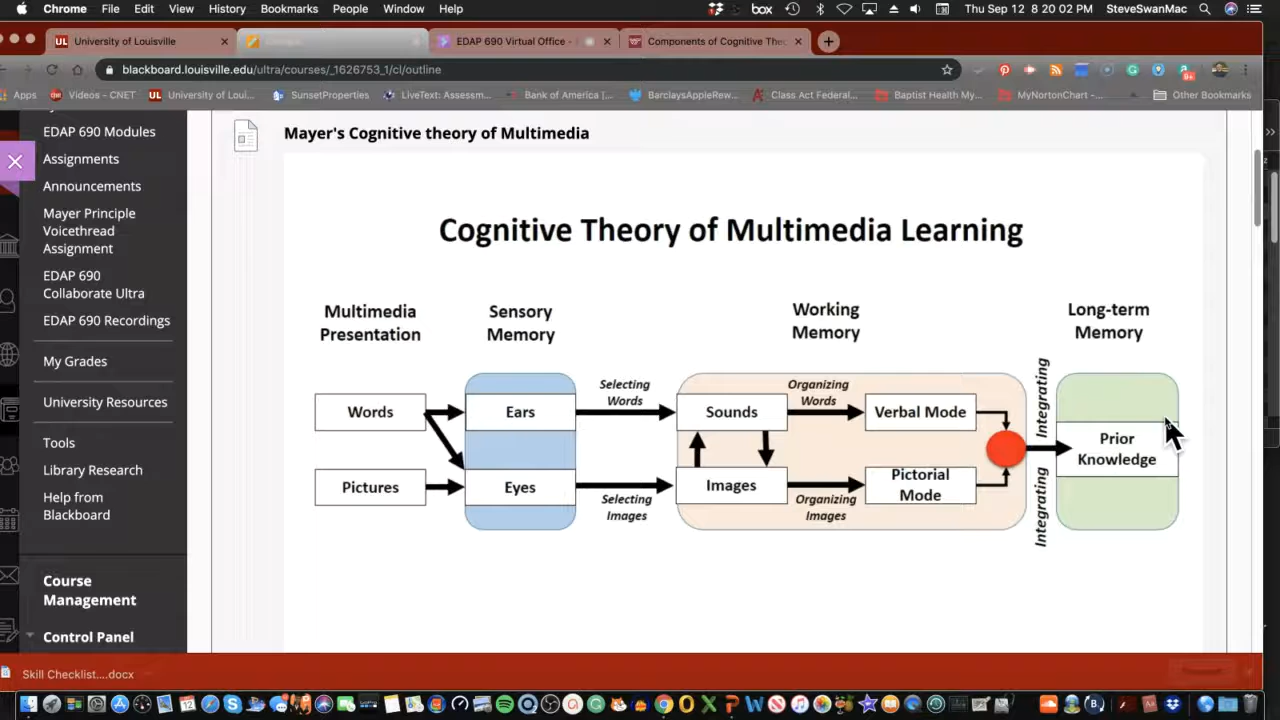 Chrome File Edit View History Bookmarks People Window Help box Thu Sep 12 8 20 02 PM SteveSwanMac
University of Louisville × EDAP 690 Virtual Office - × Components of Cognitive Theo ×
blackboard.louisville.edu/ultra/courses/_1626753_1/cl/outline
Apps Videos - CNET University of Loui... SunsetProperties LiveText: Assessm... Bank of America |... BarclaysAppleRew... Class Act Federal... Baptist Health My... MyNortonChart -... Other Bookmarks
EDAP 690 Modules
Assignments
Announcements
Mayer Principle
Voicethread
Assignment
EDAP 690
Collaborate Ultra
EDAP 690 Recordings
My Grades
University Resources
Tools
Library Research
Help from
Blackboard
Course
Management
Control Panel
Mayer's Cognitive theory of Multimedia
Cognitive Theory of Multimedia Learning
Multimedia
Presentation
Sensory
Memory
Working
Memory
Long-term
Memory
Words
Pictures
Ears
Eyes
Selecting
Words
Selecting
Images
Sounds
Images
Organizing
Words
Organizing
Images
Verbal Mode
Pictorial
Mode
Integrating
Integrating
Prior
Knowledge
Skill Checklist....docx